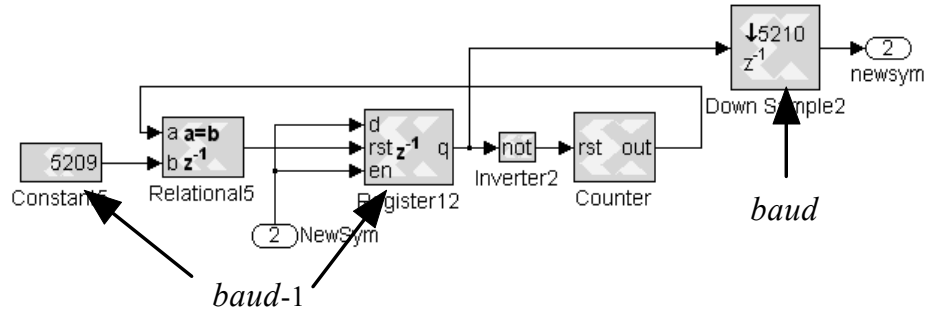 ↓5210
z-1
2
newsym
Down Sample2
a a=b
b z-1
5209
Constant5
Relational5
d
rst z-1 q
en
Register12
not
Inverter2
rst out
Counter
2 NewSym
baud
baud-1